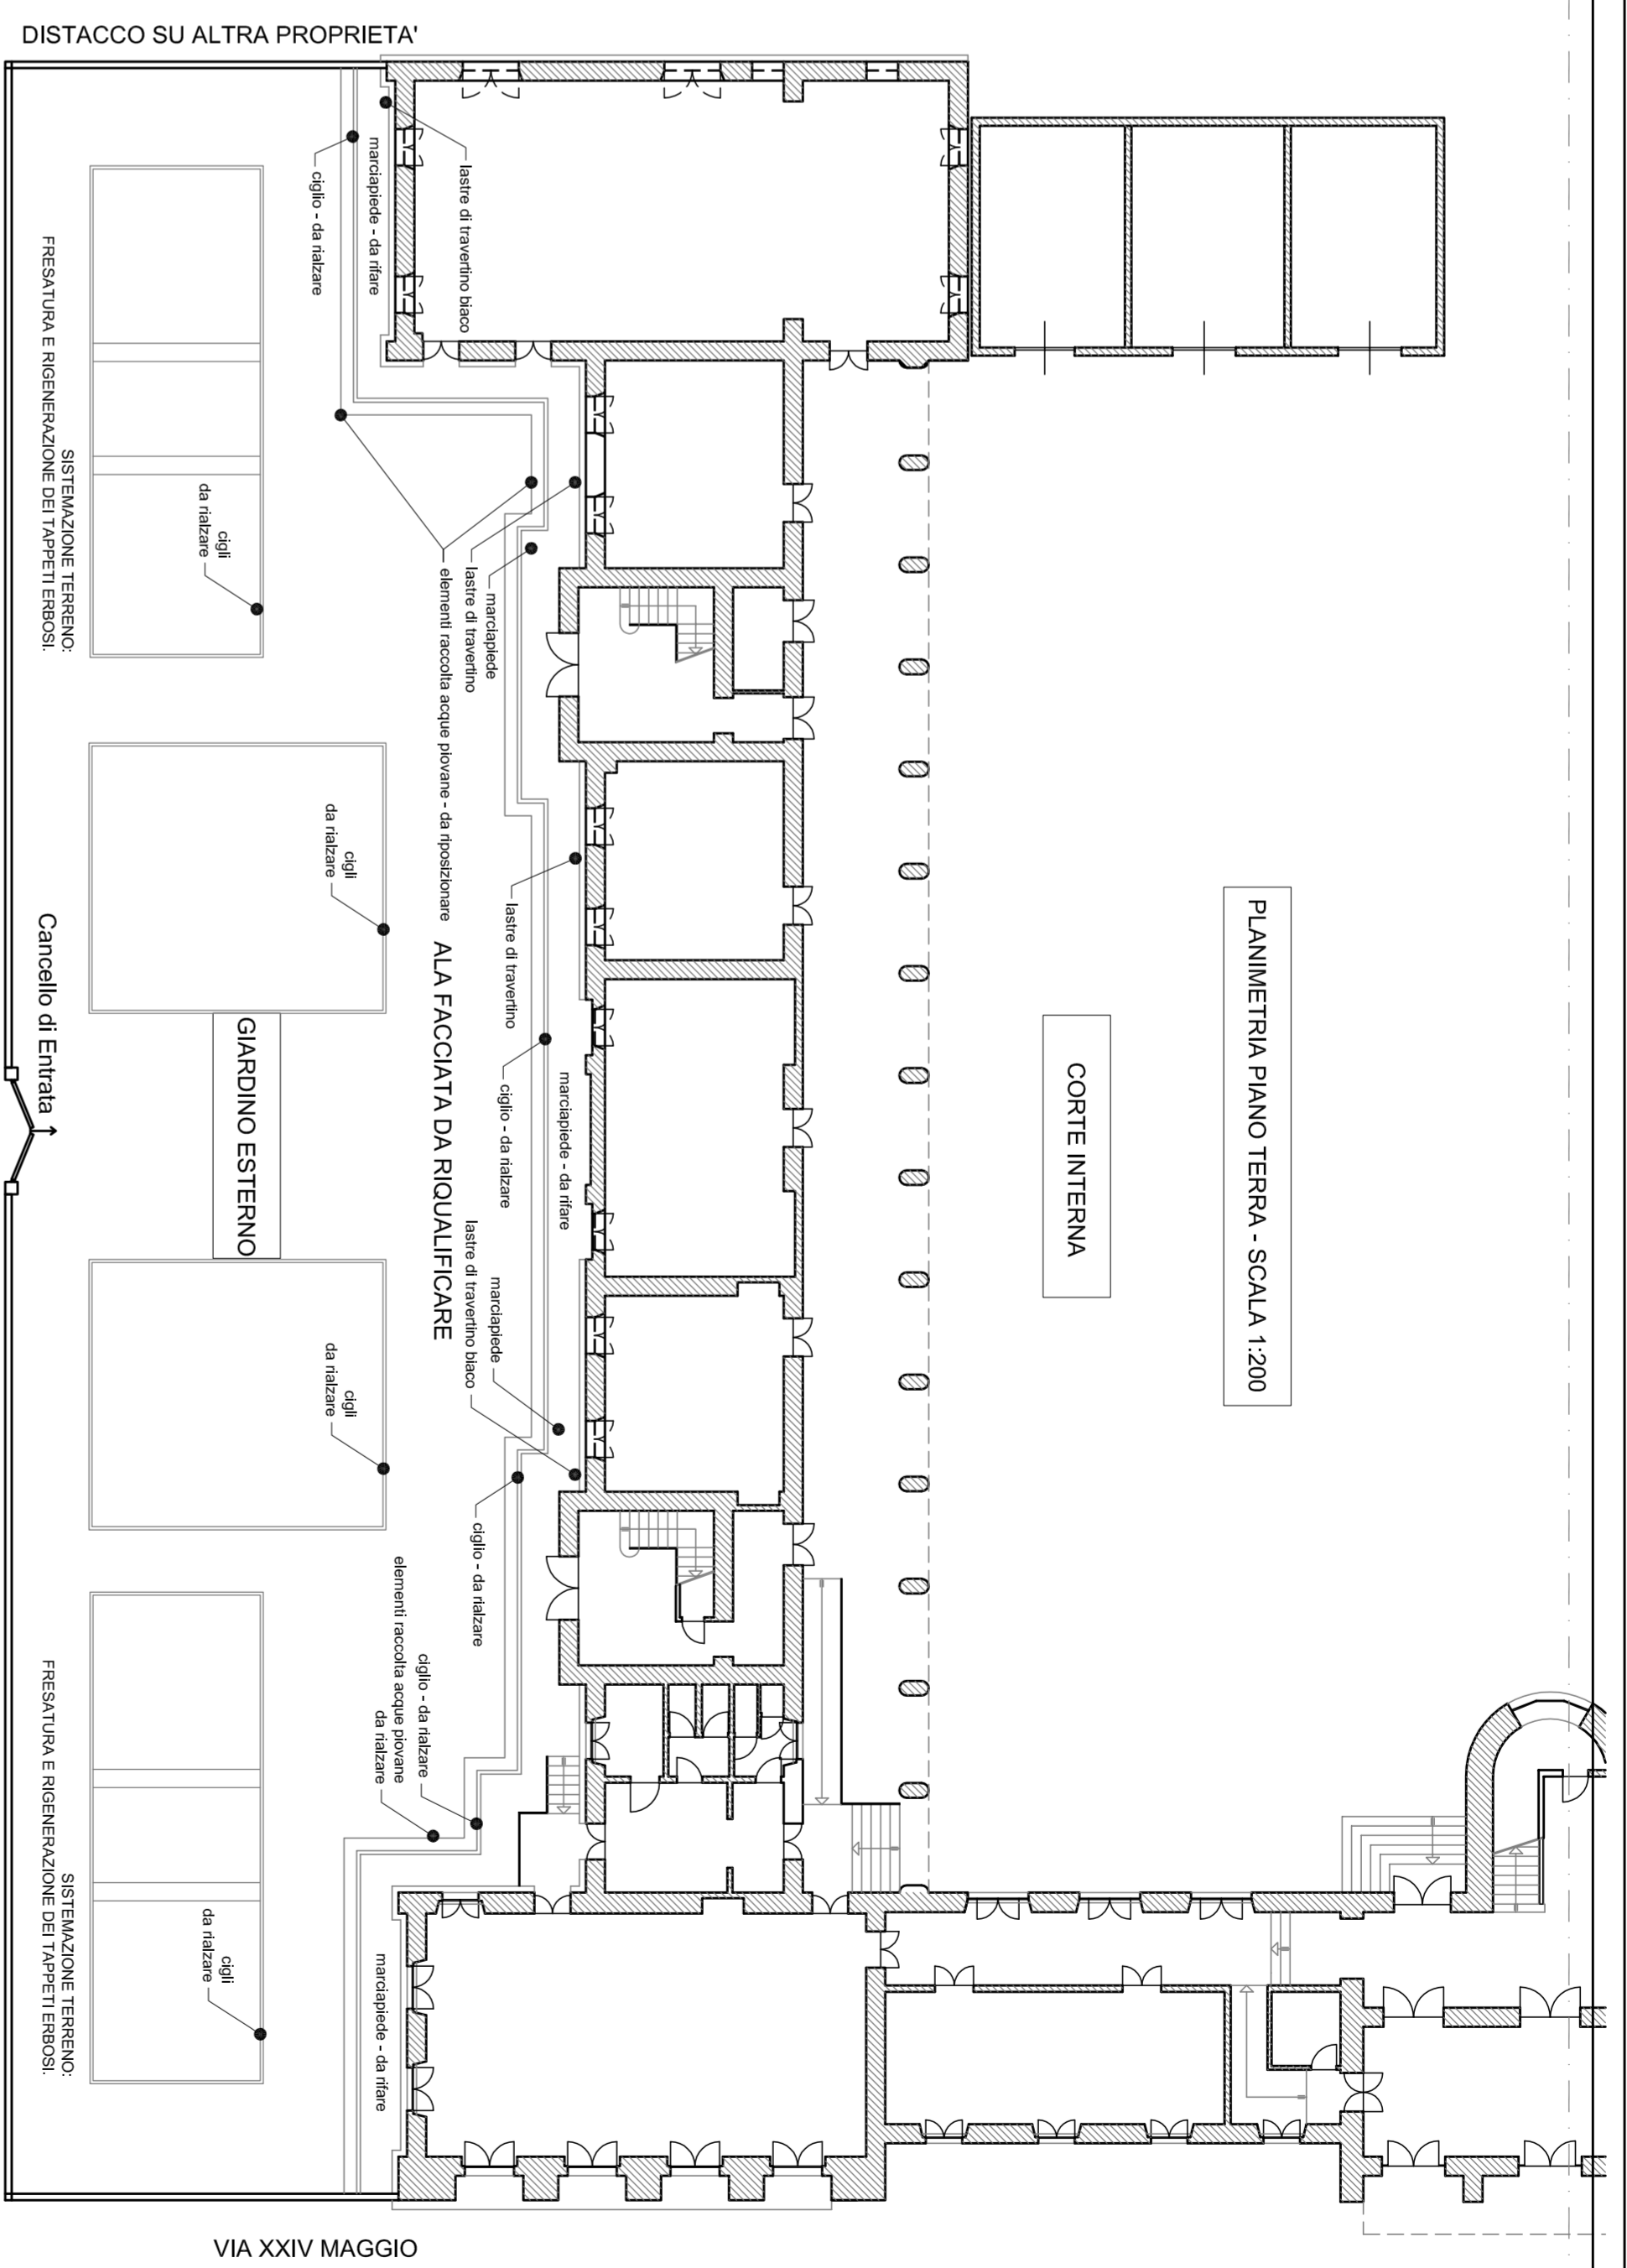 DISTACCO SU ALTRA PROPRIETA'
PLANIMETRIA PIANO TERRA - SCALA 1:200
CORTE INTERNA
lastre di travertino biaco
marciapiede - da rifare
ciglio - da rialzare
marciapiede
lastre di travertino
elementi raccolta acque piovane - da riposizionare
lastre di travertino
ciglio - da rialzare
marciapiede - da rifare
ALA FACCIATA DA RIQUALIFICARE
marciapiede
lastre di travertino biaco
ciglio - da rialzare
ciglio - da rialzare
elementi raccolta acque piovane
da rialzare
marciapiede - da rifare
cigli
da rialzare
cigli
da rialzare
cigli
da rialzare
cigli
da rialzare
GIARDINO ESTERNO
SISTEMAZIONE TERRENO:
FRESATURA E RIGENERAZIONE DEI TAPPETI ERBOSI.
Cancello di Entrata
SISTEMAZIONE TERRENO:
FRESATURA E RIGENERAZIONE DEI TAPPETI ERBOSI.
VIA XXIV MAGGIO